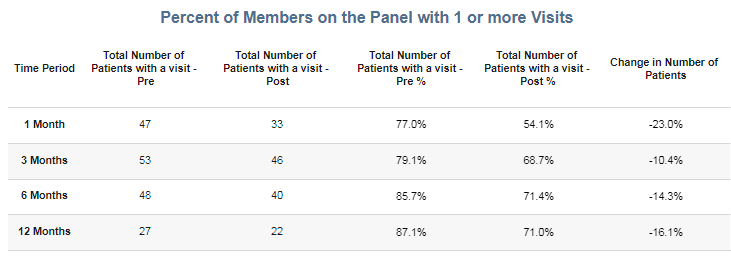 Percent of Members on the Panel with 1 or more Visits
Time Period
Total Number of
Patients with a visit -
Pre
Total Number of
Patients with a visit -
Post
Total Number of
Patients with a visit -
Pre %
Total Number of
Patients with a visit -
Post %
Change in Number of
Patients
1 Month 47 33 77.0% 54.1% -23.0%
3 Months 53 46 79.1% 68.7% -10.4%
6 Months 48 40 85.7% 71.4% -14.3%
12 Months 27 22 87.1% 71.0% -16.1%